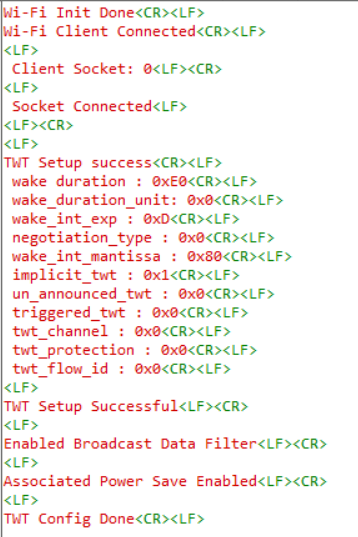 Wi-Fi Init Done<CR><LF>
Wi-Fi Client Connected<CR><LF>
<LF>
Client Socket: 0<LF><CR>
<LF>
Socket Connected<LF>
<LF><CR>
<LF>
TWT Setup success<CR><LF>
wake duration : 0xE0<CR><LF>
wake_duration_unit: 0x0<CR><LF>
wake_int_exp : 0xD<CR><LF>
negotiation_type : 0x0<CR><LF>
wake_int_mantissa : 0x80<CR><LF>
implicit_twt : 0x1<CR><LF>
un_announced_twt : 0x0<CR><LF>
triggered_twt : 0x0<CR><LF>
twt_channel : 0x0<CR><LF>
twt_protection : 0x0<CR><LF>
twt_flow_id : 0x0<CR><LF>
<LF>
TWT Setup Successful<LF><CR>
<LF>
Enabled Broadcast Data Filter<LF><CR>
<LF>
Associated Power Save Enabled<LF><CR>
<LF>
TWT Config Done<CR><LF>